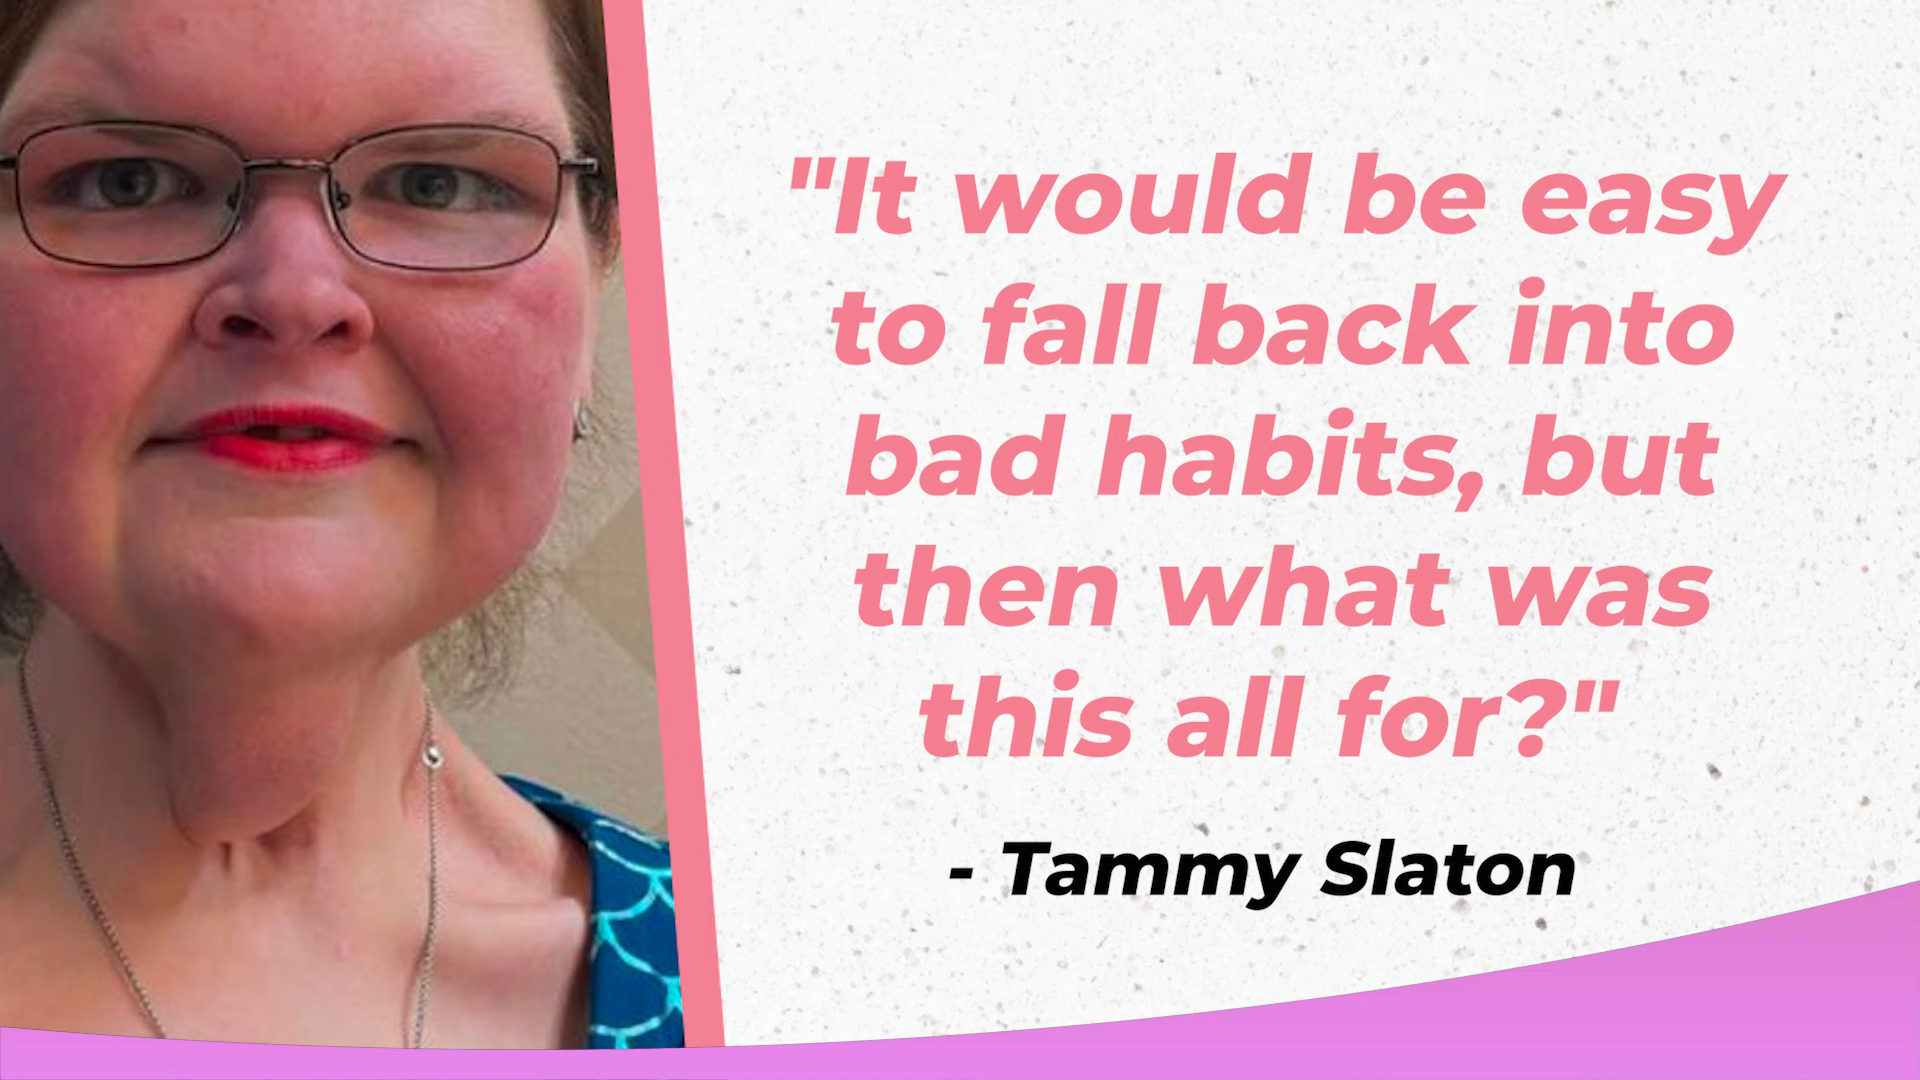 "It would be easy
to fall back into
bad habits, but
then what was
this all for?"
- Tammy Slaton